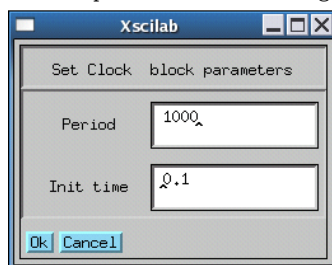 Xscilab
Set Clock block parameters
Period 1000
Init time 0.1
Ok Cancel